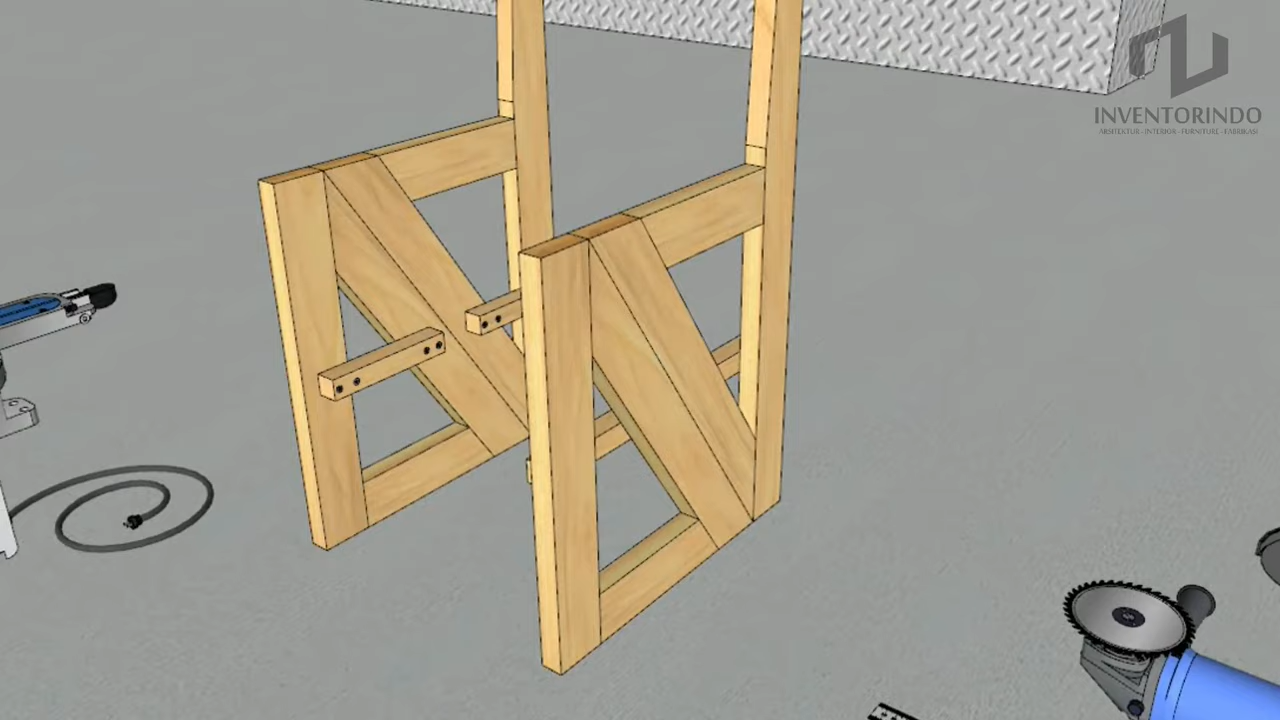 INVENTORINDO
ARSITEKTUR - INTERIOR - FURNITURE - FABRIKASI